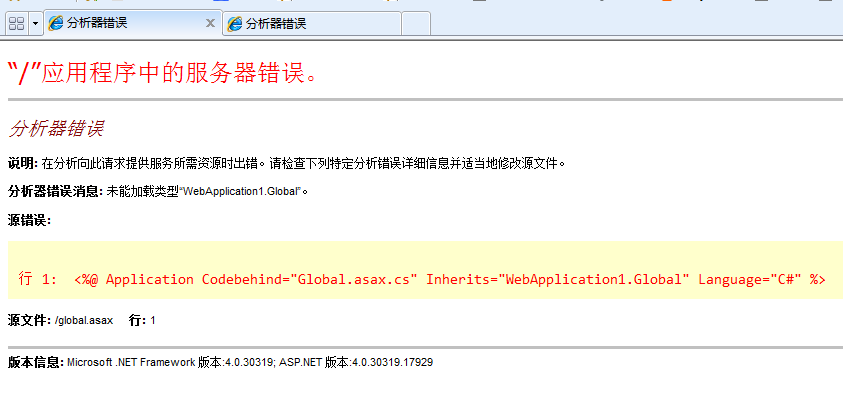 分析器错误
分析器错误
“/”应用程序中的服务器错误。
分析器错误
说明: 在分析向此请求提供服务所需资源时出错。请检查下列特定分析错误详细信息并适当地修改源文件。
分析器错误消息: 未能加载类型“WebApplication1.Global”。
源错误:
行 1:  <%@ Application Codebehind="Global.asax.cs" Inherits="WebApplication1.Global" Language="C#" %>
源文件: /global.asax    行: 1
版本信息: Microsoft .NET Framework 版本:4.0.30319; ASP.NET 版本:4.0.30319.17929